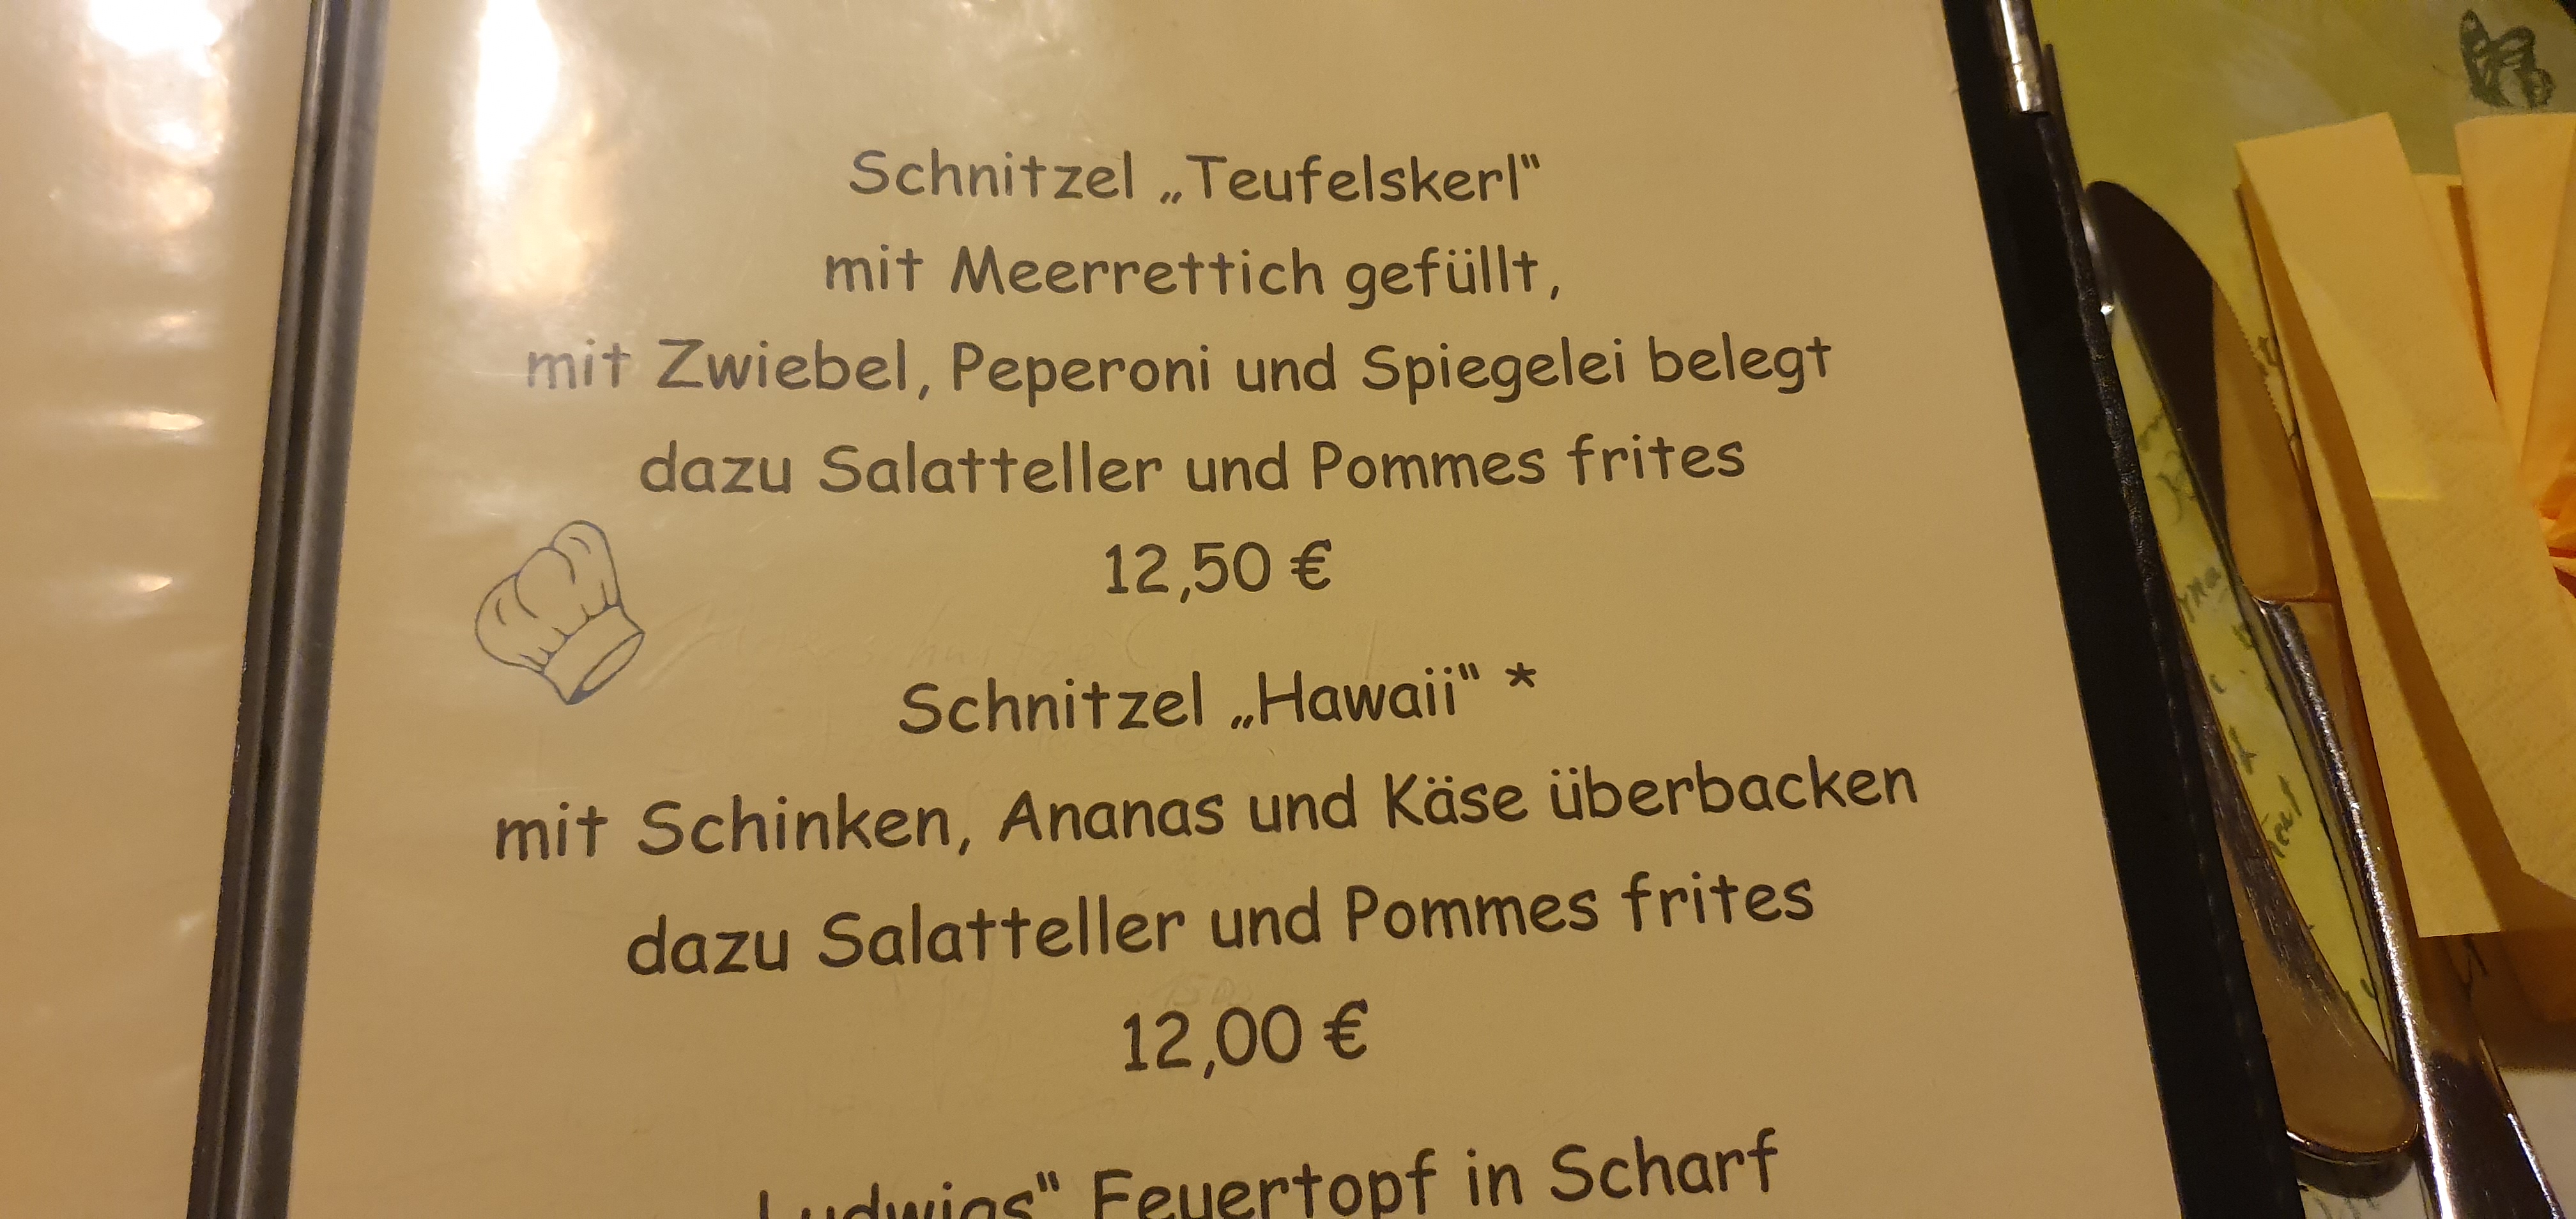 Schnitzel „Teufelskerl“
mit Meerrettich gefüllt,
mit Zwiebel, Peperoni und Spiegelei belegt
dazu Salatteller und Pommes frites
12,50 €
Schnitzel „Hawaii“ *
mit Schinken, Ananas und Käse überbacken
dazu Salatteller und Pommes frites
12,00 €
Ludwigs“ Feuertopf in Scharf